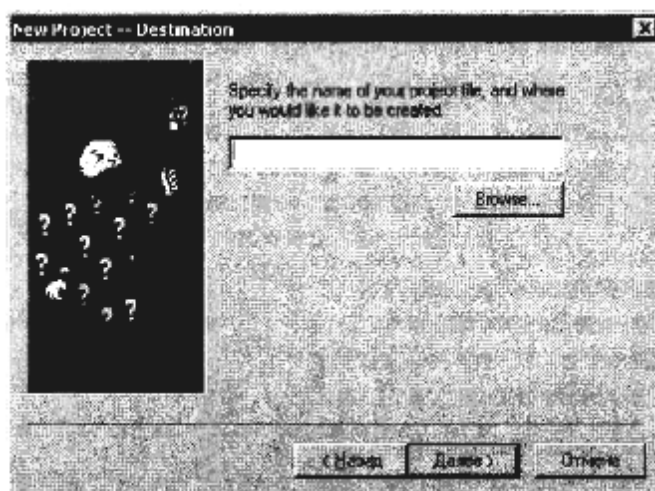 New Project -- Destination
Specify the name of your project file, and where
you would like it to be created.
Browse...
< Назад
Далее >
Отмена